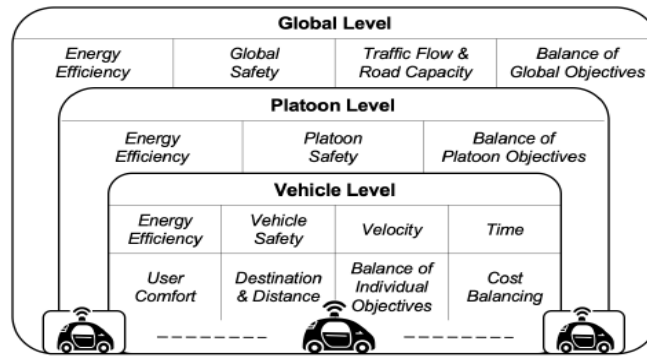 Global Level
Energy Efficiency
Global Safety
Traffic Flow & Road Capacity
Balance of Global Objectives
Platoon Level
Energy Efficiency
Platoon Safety
Balance of Platoon Objectives
Vehicle Level
Energy Efficiency
Vehicle Safety
Velocity
Time
User Comfort
Destination & Distance
Balance of Individual Objectives
Cost Balancing